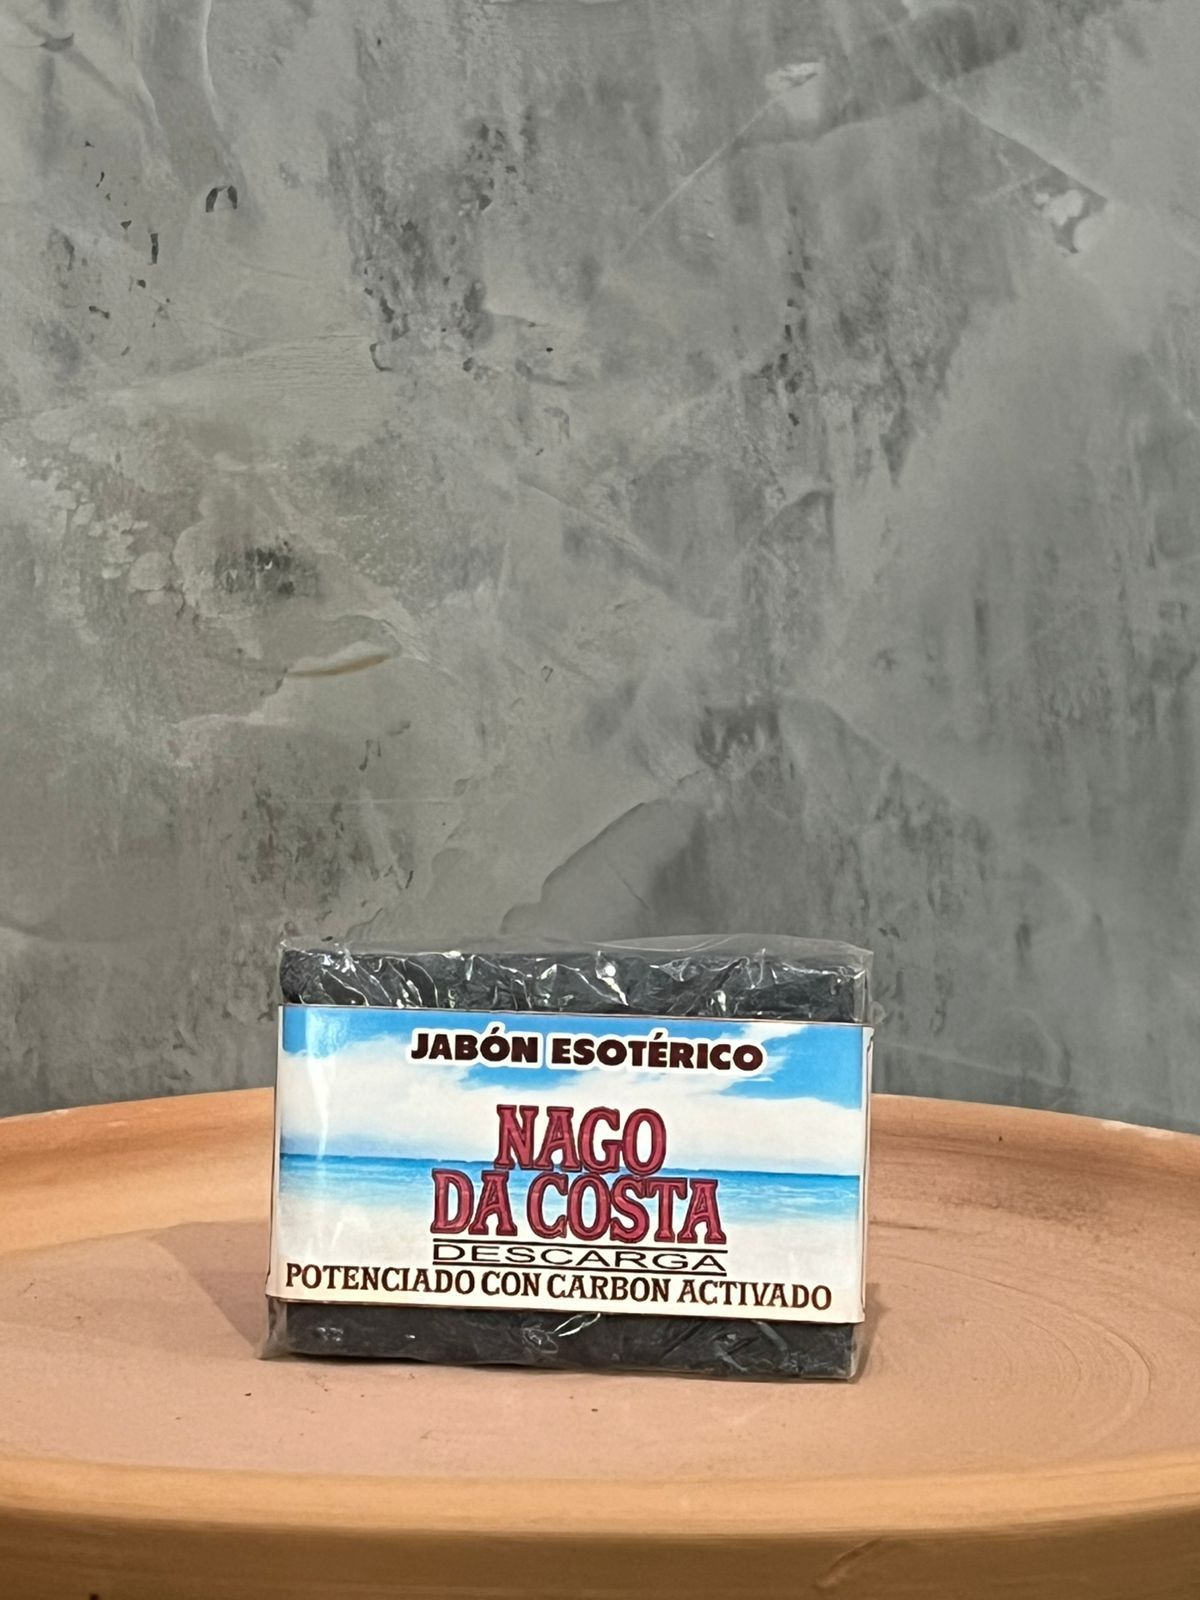 JABÓN ESOTÉRICO
NAGO
DA COSTA
DESCARGA
POTENCIADO CON CARBON ACTIVADO